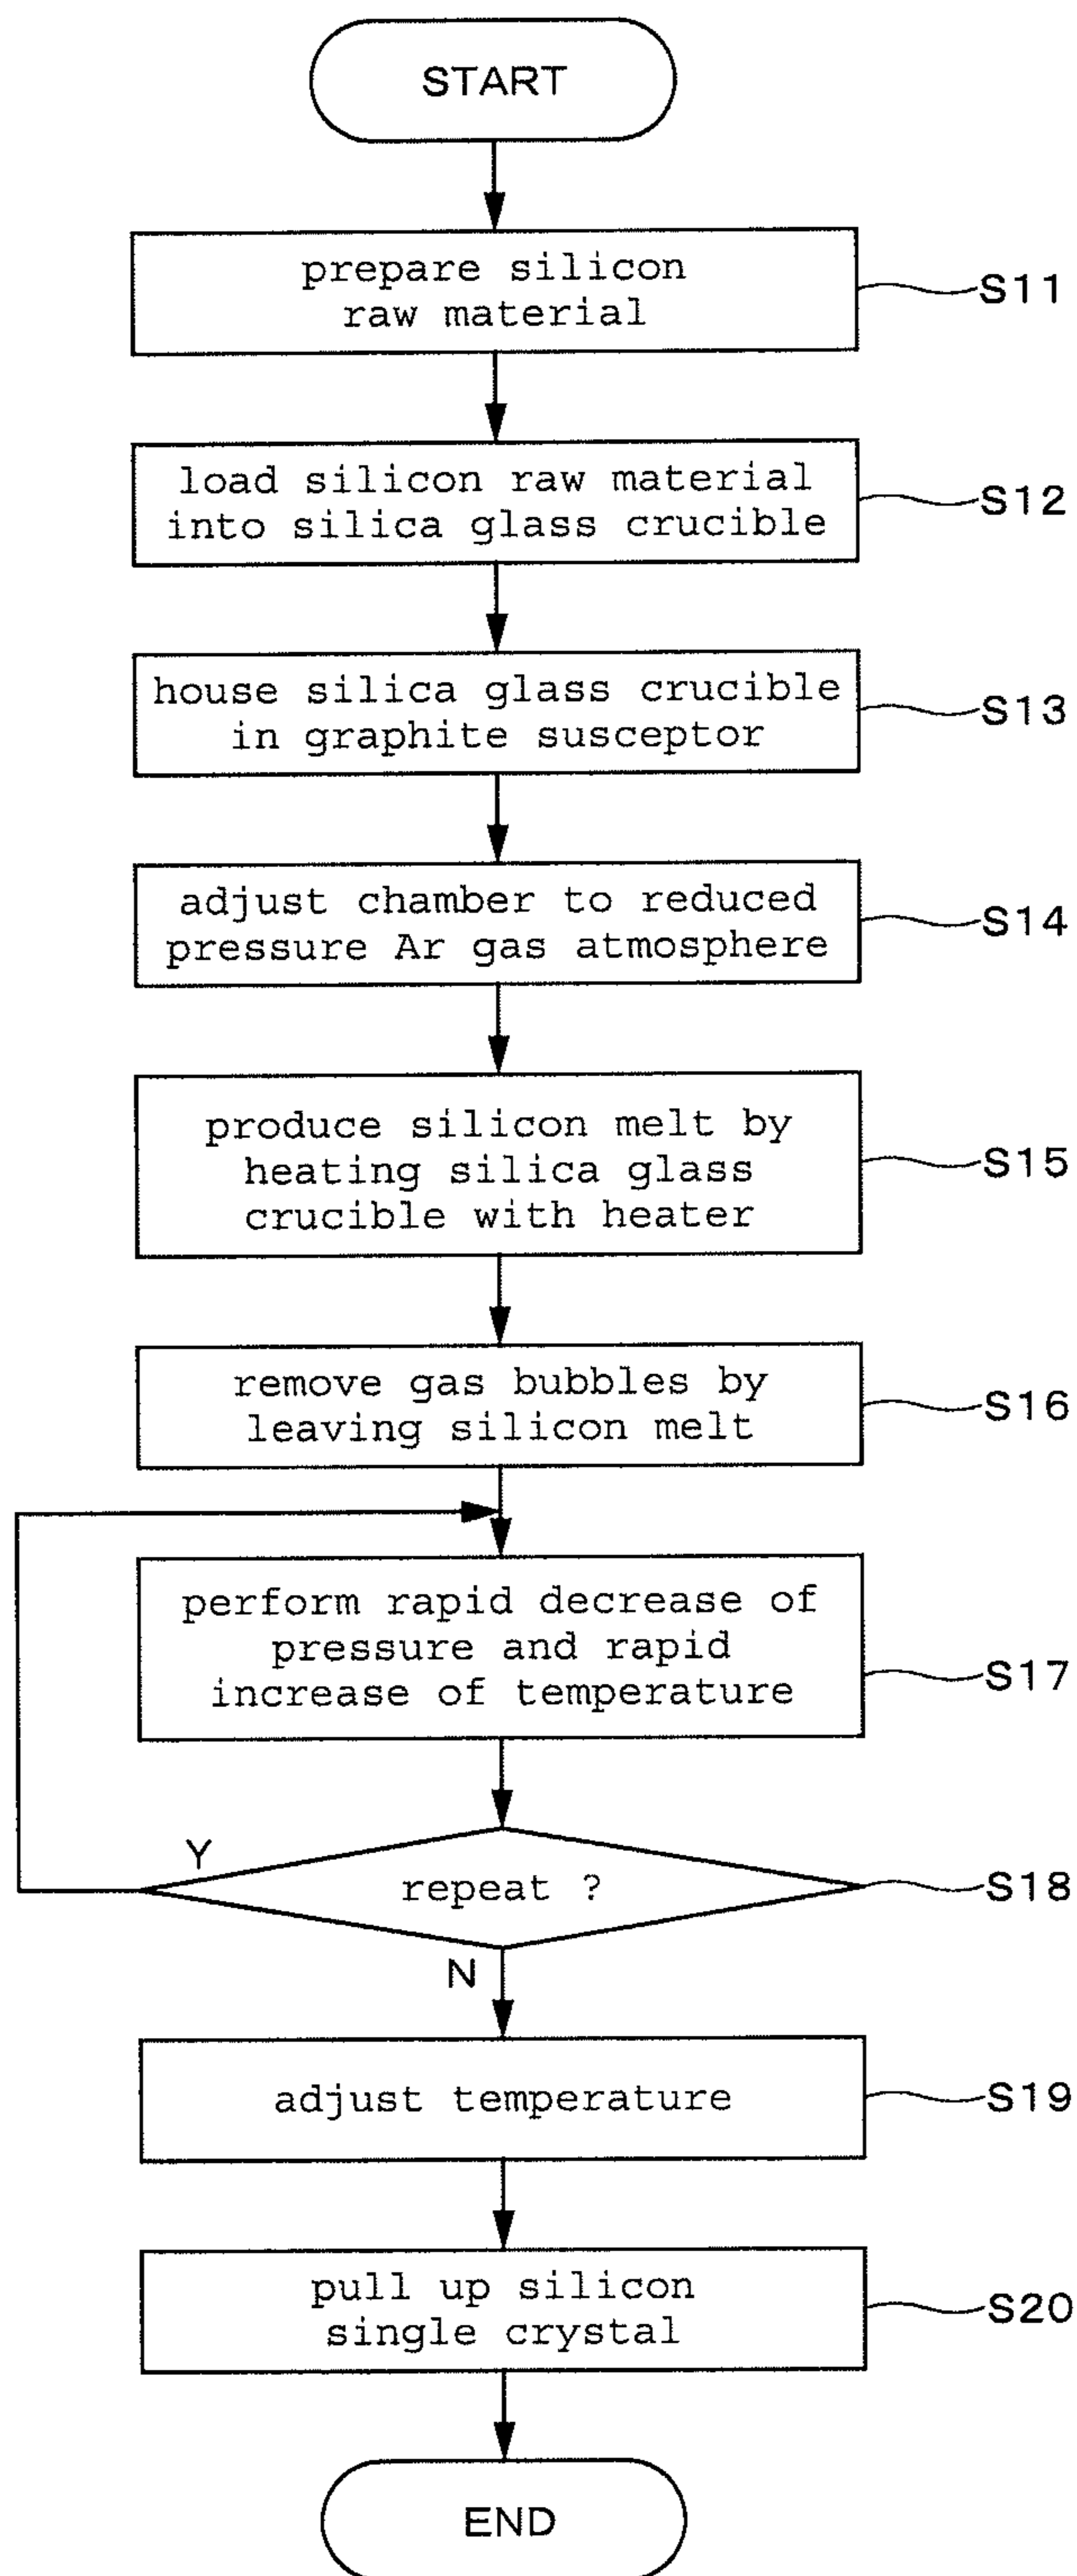 START
prepare silicon
raw material
S11
load silicon raw material
into silica glass crucible
S12
house silica glass crucible
in graphite susceptor
S13
adjust chamber to reduced
pressure Ar gas atmosphere
S14
produce silicon melt by
heating silica glass
crucible with heater
S15
remove gas bubbles by
leaving silicon melt
S16
perform rapid decrease of
pressure and rapid
increase of temperature
S17
Y
repeat ?
S18
N
adjust temperature
S19
pull up silicon
single crystal
S20
END